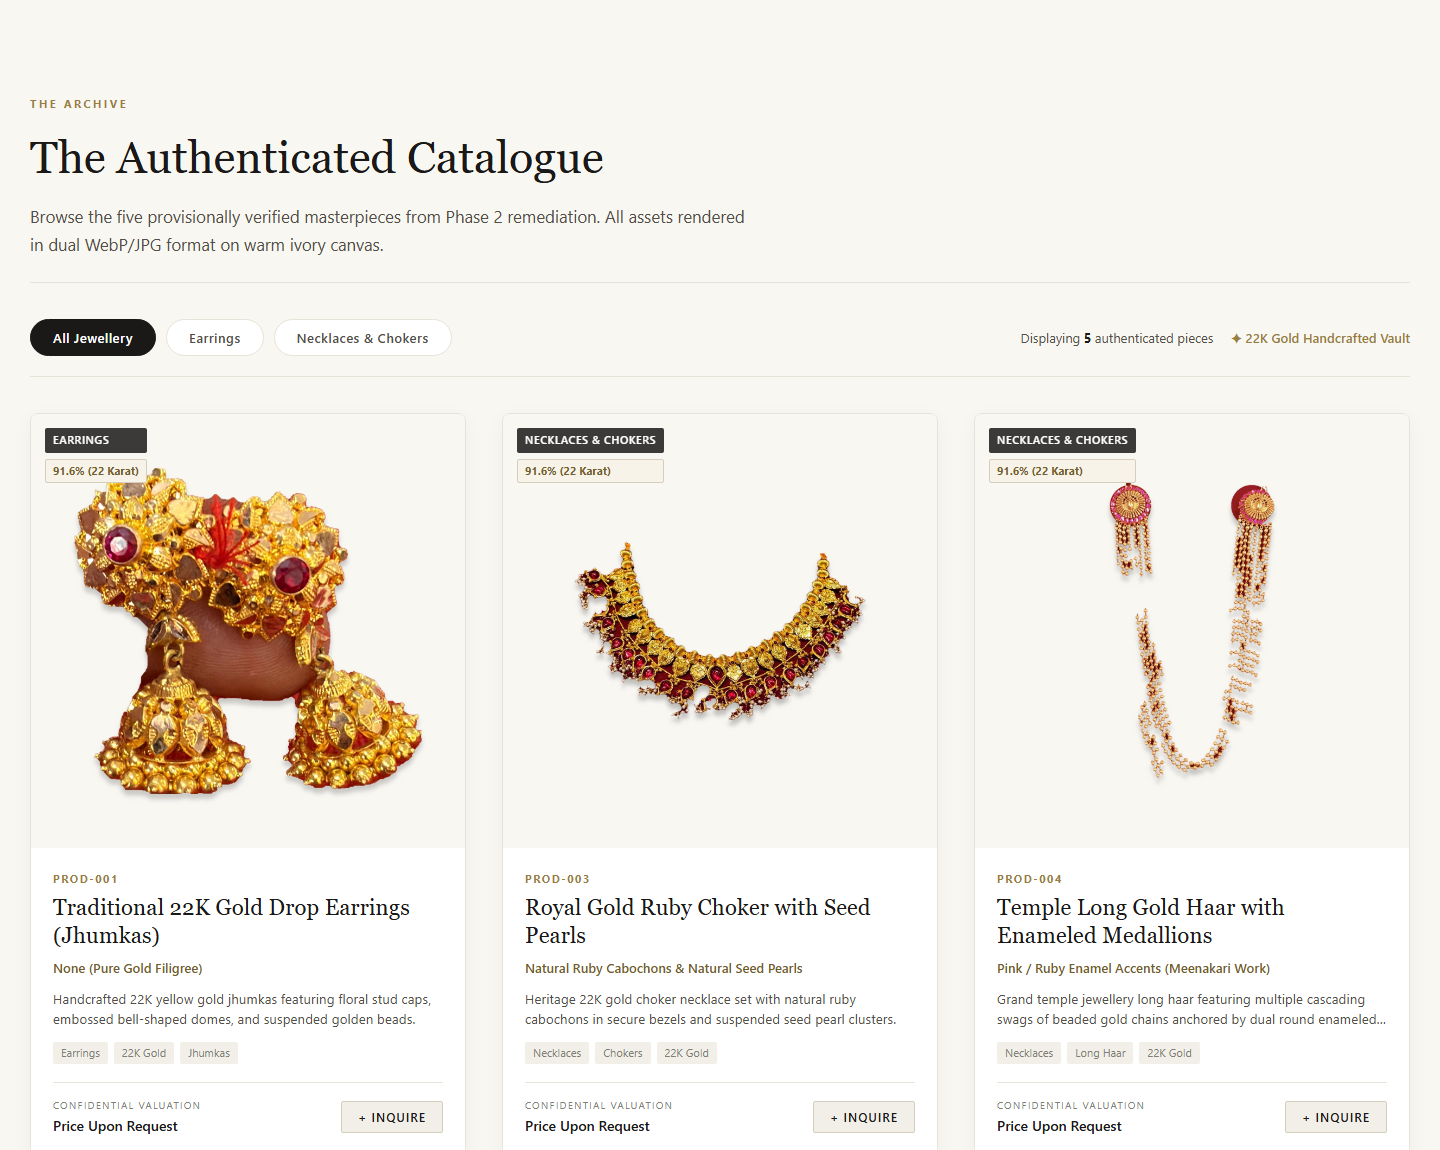 THE ARCHIVE
The Authenticated Catalogue
Browse the five provisionally verified masterpieces from Phase 2 remediation. All assets rendered
in dual WebP/JPG format on warm ivory canvas.
All Jewellery
Earrings
Necklaces & Chokers
Displaying 5 authenticated pieces
✦ 22K Gold Handcrafted Vault
EARRINGS
91.6% (22 Karat)
PROD-001
Traditional 22K Gold Drop Earrings
(Jhumkas)
None (Pure Gold Filigree)
Handcrafted 22K yellow gold jhumkas featuring floral stud caps,
embossed bell-shaped domes, and suspended golden beads.
Earrings
22K Gold
Jhumkas
CONFIDENTIAL VALUATION
Price Upon Request
+ INQUIRE
NECKLACES & CHOKERS
91.6% (22 Karat)
PROD-003
Royal Gold Ruby Choker with Seed
Pearls
Natural Ruby Cabochons & Natural Seed Pearls
Heritage 22K gold choker necklace set with natural ruby
cabochons in secure bezels and suspended seed pearl clusters.
Necklaces
Chokers
22K Gold
CONFIDENTIAL VALUATION
Price Upon Request
+ INQUIRE
NECKLACES & CHOKERS
91.6% (22 Karat)
PROD-004
Temple Long Gold Haar with
Enameled Medallions
Pink / Ruby Enamel Accents (Meenakari Work)
Grand temple jewellery long haar featuring multiple cascading
swags of beaded gold chains anchored by dual round enameled...
Necklaces
Long Haar
22K Gold
CONFIDENTIAL VALUATION
Price Upon Request
+ INQUIRE